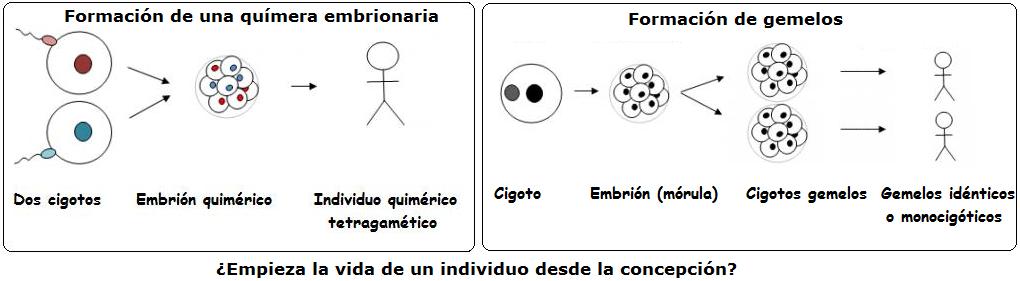 Formación de una químera embrionaria
Dos cigotos
Embrión quimérico
Individuo quimérico
tetragamético
Formación de gemelos
Cigoto
Embrión (mórula)
Cigotos gemelos
Gemelos idénticos
o monocigóticos
¿Empieza la vida de un individuo desde la concepción?